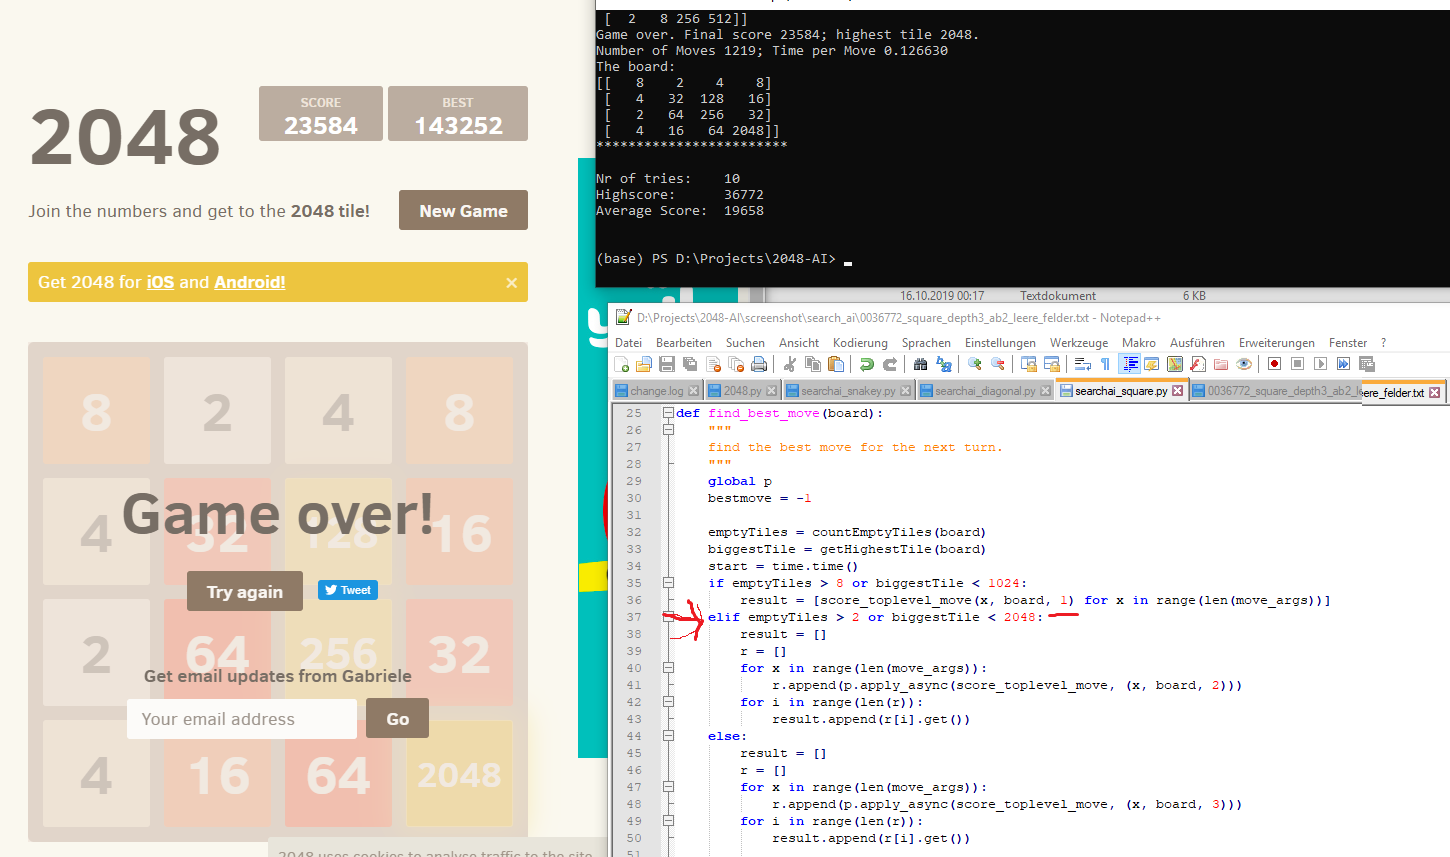 2048
SCORE
23584
BEST
143252
Join the numbers and get to the 2048 tile!
New Game
Get 2048 for iOS and Android!
×
8 2 4 8
4 32 128 16
2 64 256 32
4 16 64 2048
Game over!
Try again
Tweet
Get email updates from Gabriele
Your email address
Go
2048 uses cookies to analyse traffic to the site
[ 2 8 256 512]]
Game over. Final score 23584; highest tile 2048.
Number of Moves 1219; Time per Move 0.126630
The board:
[[ 8 2 4 8]
[ 4 32 128 16]
[ 2 64 256 32]
[ 4 16 64 2048]]
************************
Nr of tries: 10
Highscore: 36772
Average Score: 19658
(base) PS D:\Projects\2048-AI>
16.10.2019 00:17 Textdokument 6 KB
D:\Projects\2048-AI\screenshot\search_ai\0036772_square_depth3_ab2_leere_felder.txt - Notepad++
Datei Bearbeiten Suchen Ansicht Kodierung Sprachen Einstellungen Werkzeuge Makro Ausführen Erweiterungen Fenster ?
change.log 2048.py searchai_snakey.py searchai_diagonal.py searchai_square.py 0036772_square_depth3_ab2_le eere_felder.txt
25 def find_best_move(board):
26 """
27 find the best move for the next turn.
28 """
29 global p
30 bestmove = -1
31
32 emptyTiles = countEmptyTiles(board)
33 biggestTile = getHighestTile(board)
34 start = time.time()
35 if emptyTiles > 8 or biggestTile < 1024:
36 result = [score_toplevel_move(x, board, 1) for x in range(len(move_args))]
37 elif emptyTiles > 2 or biggestTile < 2048:
38 result = []
39 r = []
40 for x in range(len(move_args)):
41 r.append(p.apply_async(score_toplevel_move, (x, board, 2)))
42 for i in range(len(r)):
43 result.append(r[i].get())
44 else:
45 result = []
46 r = []
47 for x in range(len(move_args)):
48 r.append(p.apply_async(score_toplevel_move, (x, board, 3)))
49 for i in range(len(r)):
50 result.append(r[i].get())
51